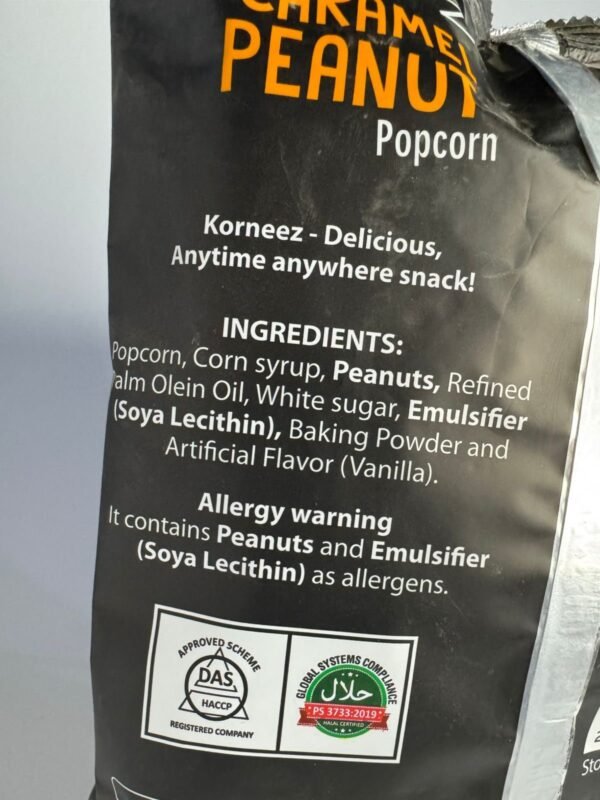 CARAMEL
PEANUT
Popcorn
Korneez - Delicious,
Anytime anywhere snack!
INGREDIENTS:
Popcorn, Corn syrup, Peanuts, Refined
Palm Olein Oil, White sugar, Emulsifier
(Soya Lecithin), Baking Powder and
Artificial Flavor (Vanilla).
Allergy warning
It contains Peanuts and Emulsifier
(Soya Lecithin) as allergens.
APPROVED SCHEME
DAS
HACCP
REGISTERED COMPANY
GLOBAL SYSTEMS COMPLIANCE
حلال
PS 3733:2019
HALAL CERTIFIED